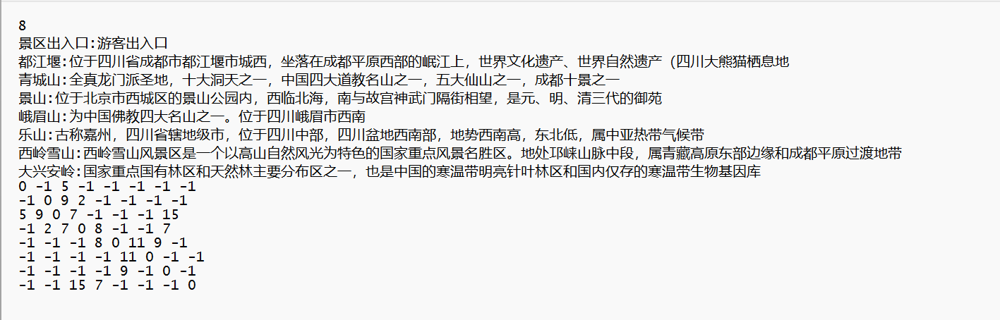 8
景区出入口:游客出入口
都江堰:位于四川省成都市都江堰市城西，坐落在成都平原西部的岷江上，世界文化遗产、世界自然遗产（四川大熊猫栖息地
青城山:全真龙门派圣地，十大洞天之一，中国四大道教名山之一，五大仙山之一，成都十景之一
景山:位于北京市西城区的景山公园内，西临北海，南与故宫神武门隔街相望，是元、明、清三代的御苑
峨眉山:为中国佛教四大名山之一。位于四川峨眉市西南
乐山:古称嘉州，四川省辖地级市，位于四川中部，四川盆地西南部，地势西南高，东北低，属中亚热带气候带
西岭雪山:西岭雪山风景区是一个以高山自然风光为特色的国家重点风景名胜区。地处邛崃山脉中段，属青藏高原东部边缘和成都平原过渡地带
大兴安岭:国家重点国有林区和天然林主要分布区之一，也是中国的寒温带明亮针叶林区和国内仅存的寒温带生物基因库
0 -1 5 -1 -1 -1 -1 -1
-1 0 9 2 -1 -1 -1 -1
5 9 0 7 -1 -1 -1 15
-1 2 7 0 8 -1 -1 7
-1 -1 -1 8 0 11 9 -1
-1 -1 -1 -1 11 0 -1 -1
-1 -1 -1 -1 9 -1 0 -1
-1 -1 15 7 -1 -1 -1 0